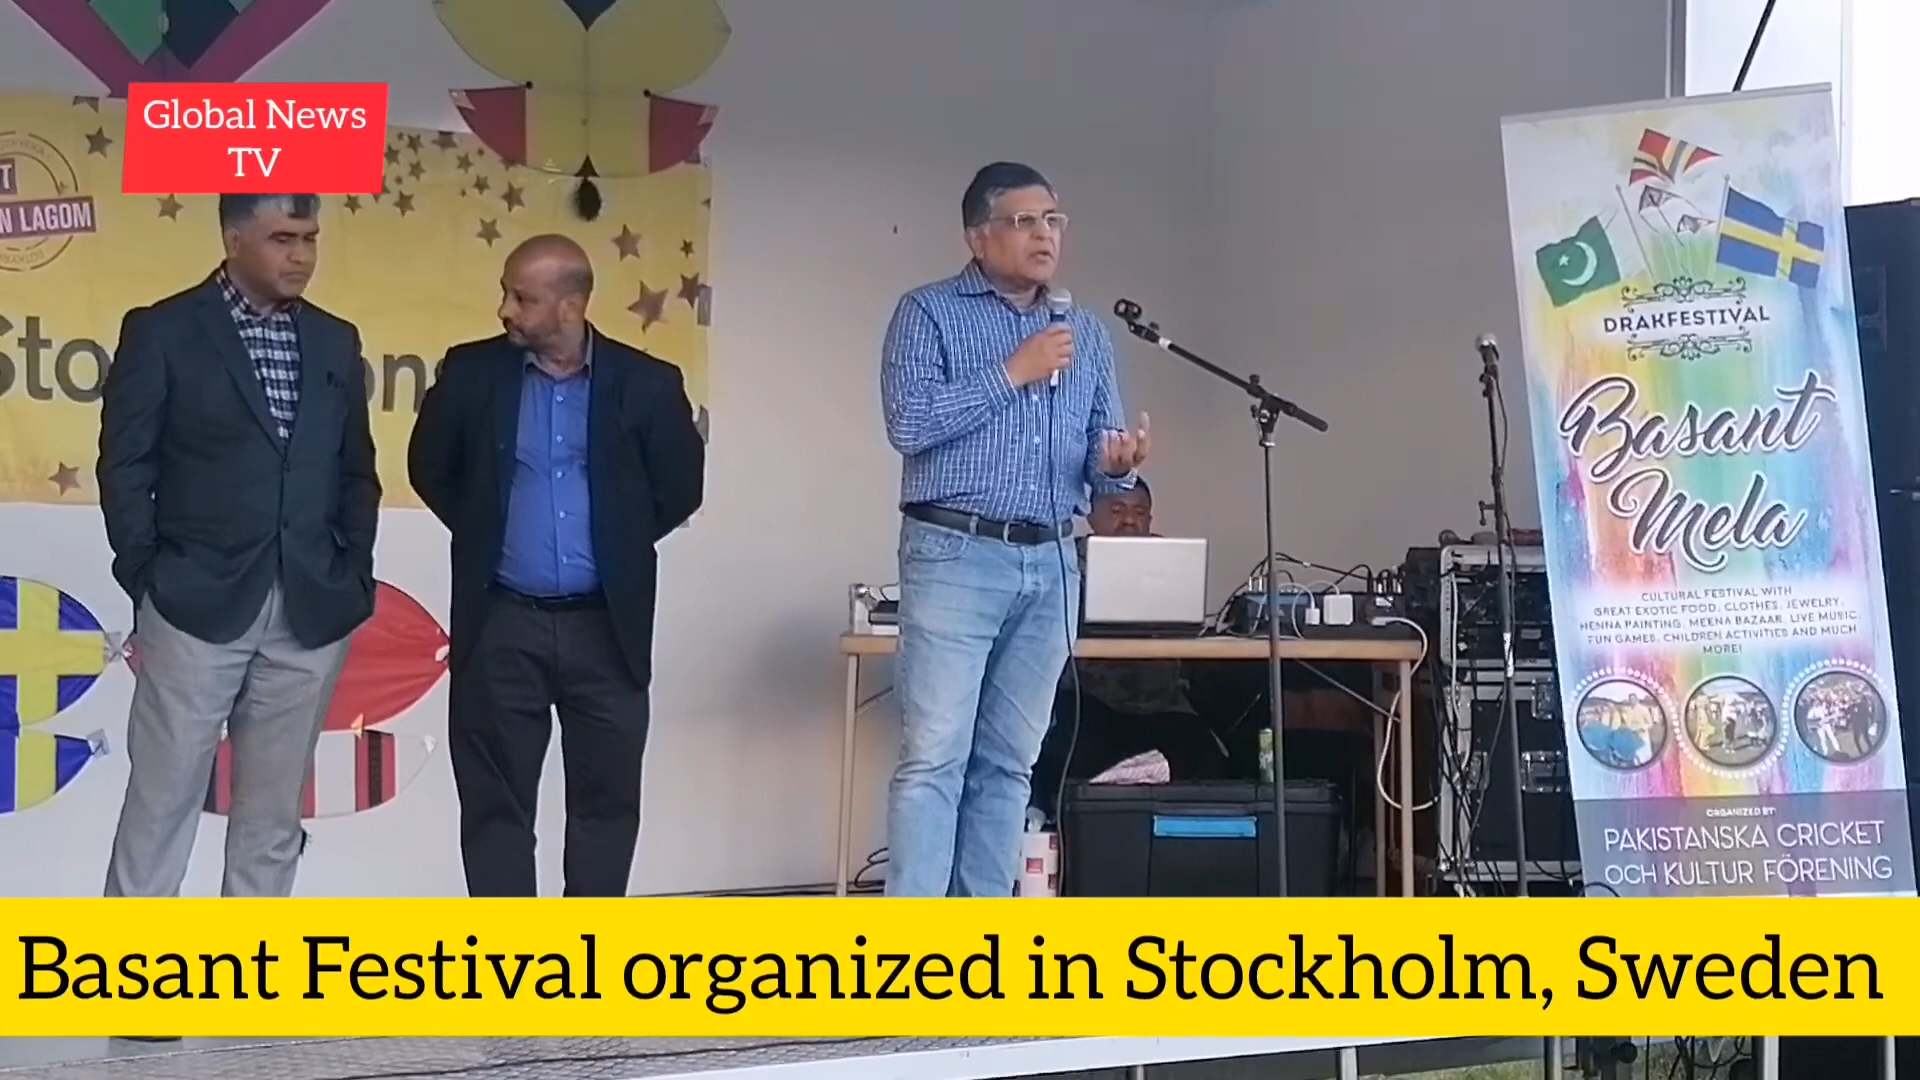 Global News
TV
T
N LAGOM
Sto
ons
DRAKFESTIVAL
Basant
Mela
CULTURAL FESTIVAL WITH
GREAT EXOTIC FOOD, CLOTHES, JEWELRY,
HENNA PAINTING, MEENA BAZAAR, LIVE MUSIC,
FUN GAMES, CHILDREN ACTIVITIES AND MUCH
MORE!
ORGANIZED BY:
PAKISTANSKA CRICKET
OCH KULTUR FÖRENING
Basant Festival organized in Stockholm, Sweden